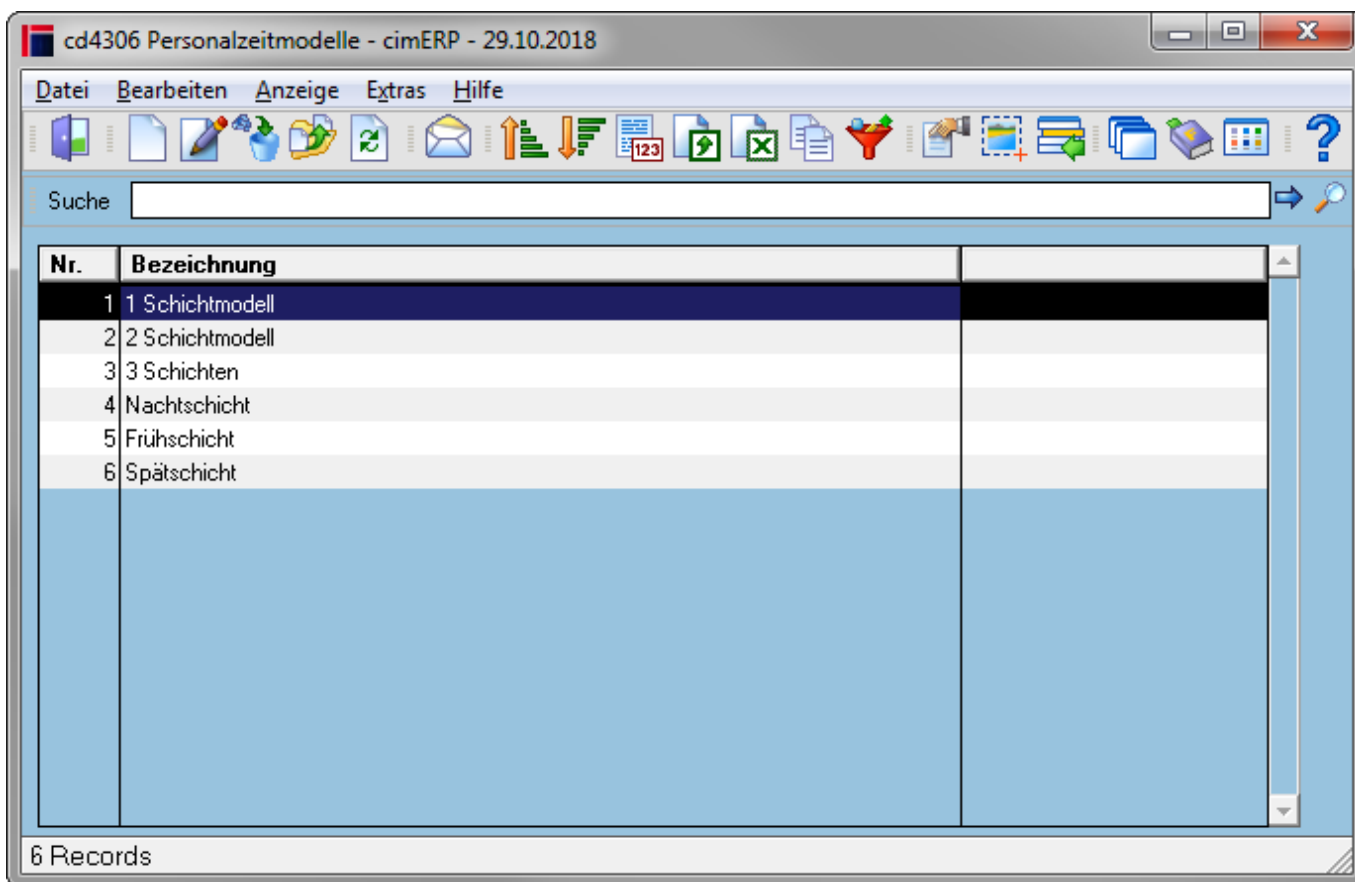 cd4306 Personalzeitmodelle - cimERP - 29.10.2018
Datei Bearbeiten Anzeige Extras Hilfe
123
Suche
Nr. Bezeichnung
1 1 Schichtmodell
2 2 Schichtmodell
3 3 Schichten
4 Nachtschicht
5 Frühschicht
6 Spätschicht
6 Records